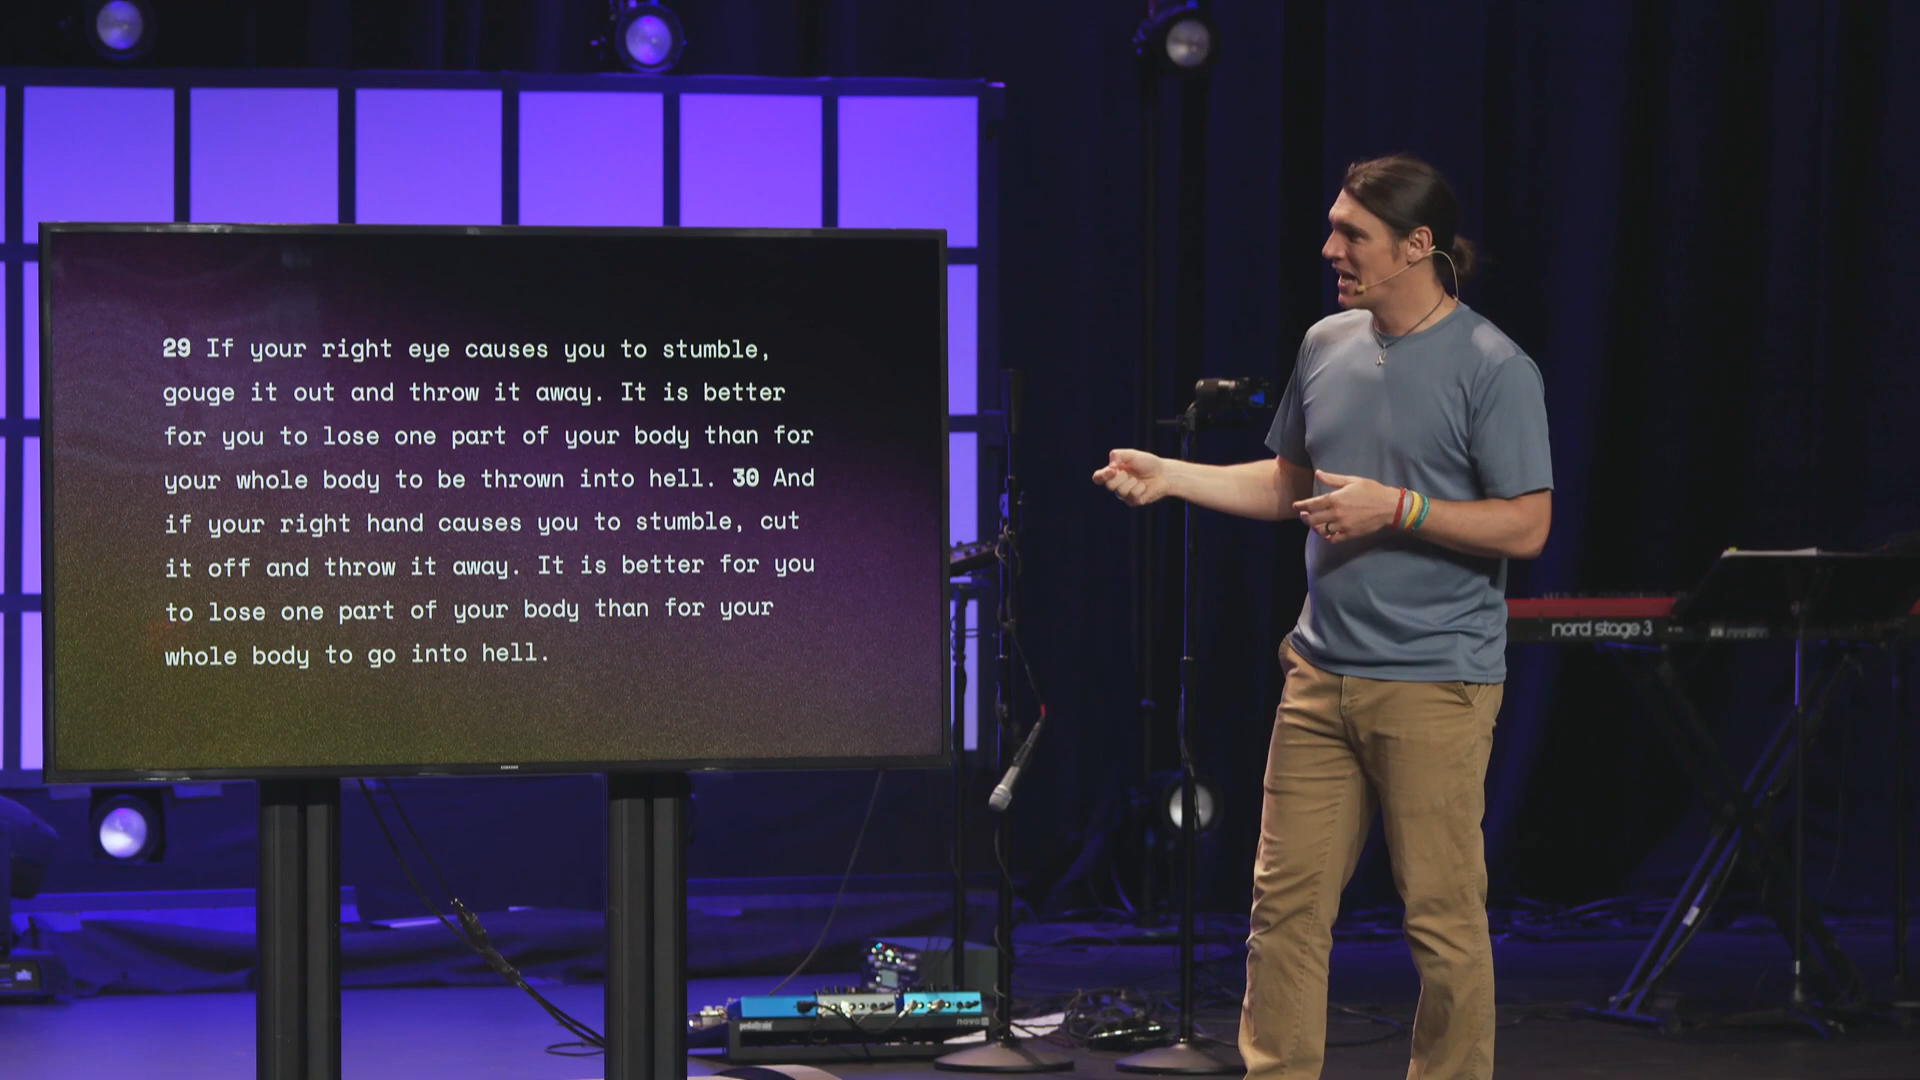 29 If your right eye causes you to stumble,
gouge it out and throw it away. It is better
for you to lose one part of your body than for
your whole body to be thrown into hell. 30 And
if your right hand causes you to stumble, cut
it off and throw it away. It is better for you
to lose one part of your body than for your
whole body to go into hell.
SAMSUNG
nord stage 3
pedaltrain
nova